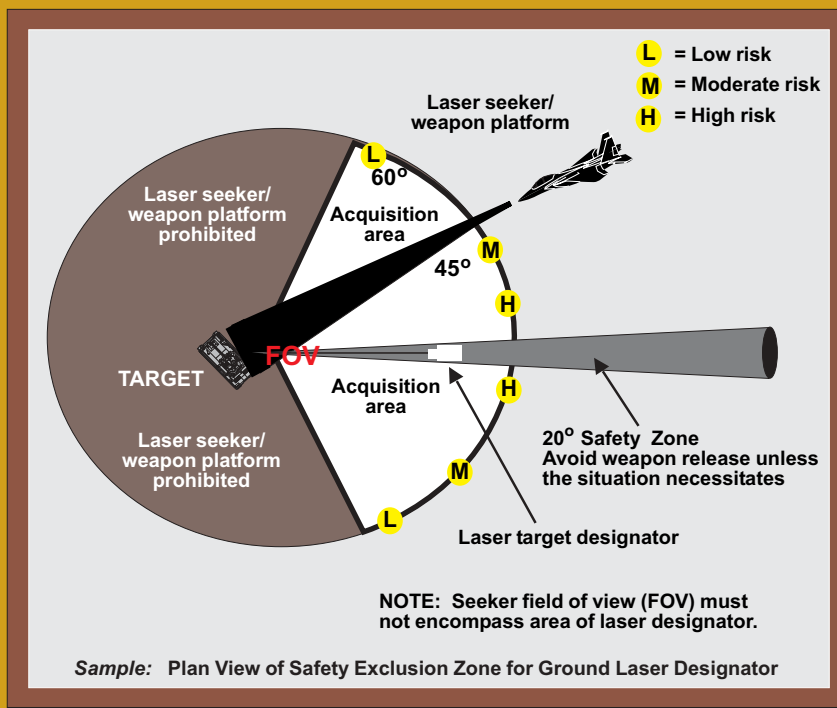 L = Low risk
M = Moderate risk
H = High risk
Laser seeker/
weapon platform
L
60°
Laser seeker/
weapon platform
prohibited
Acquisition
area
M
45°
H
FOV
TARGET
Acquisition
area
H
Laser seeker/
weapon platform
prohibited
20° Safety Zone
Avoid weapon release unless
the situation necessitates
M
L
Laser target designator
NOTE: Seeker field of view (FOV) must
not encompass area of laser designator.
Sample: Plan View of Safety Exclusion Zone for Ground Laser Designator